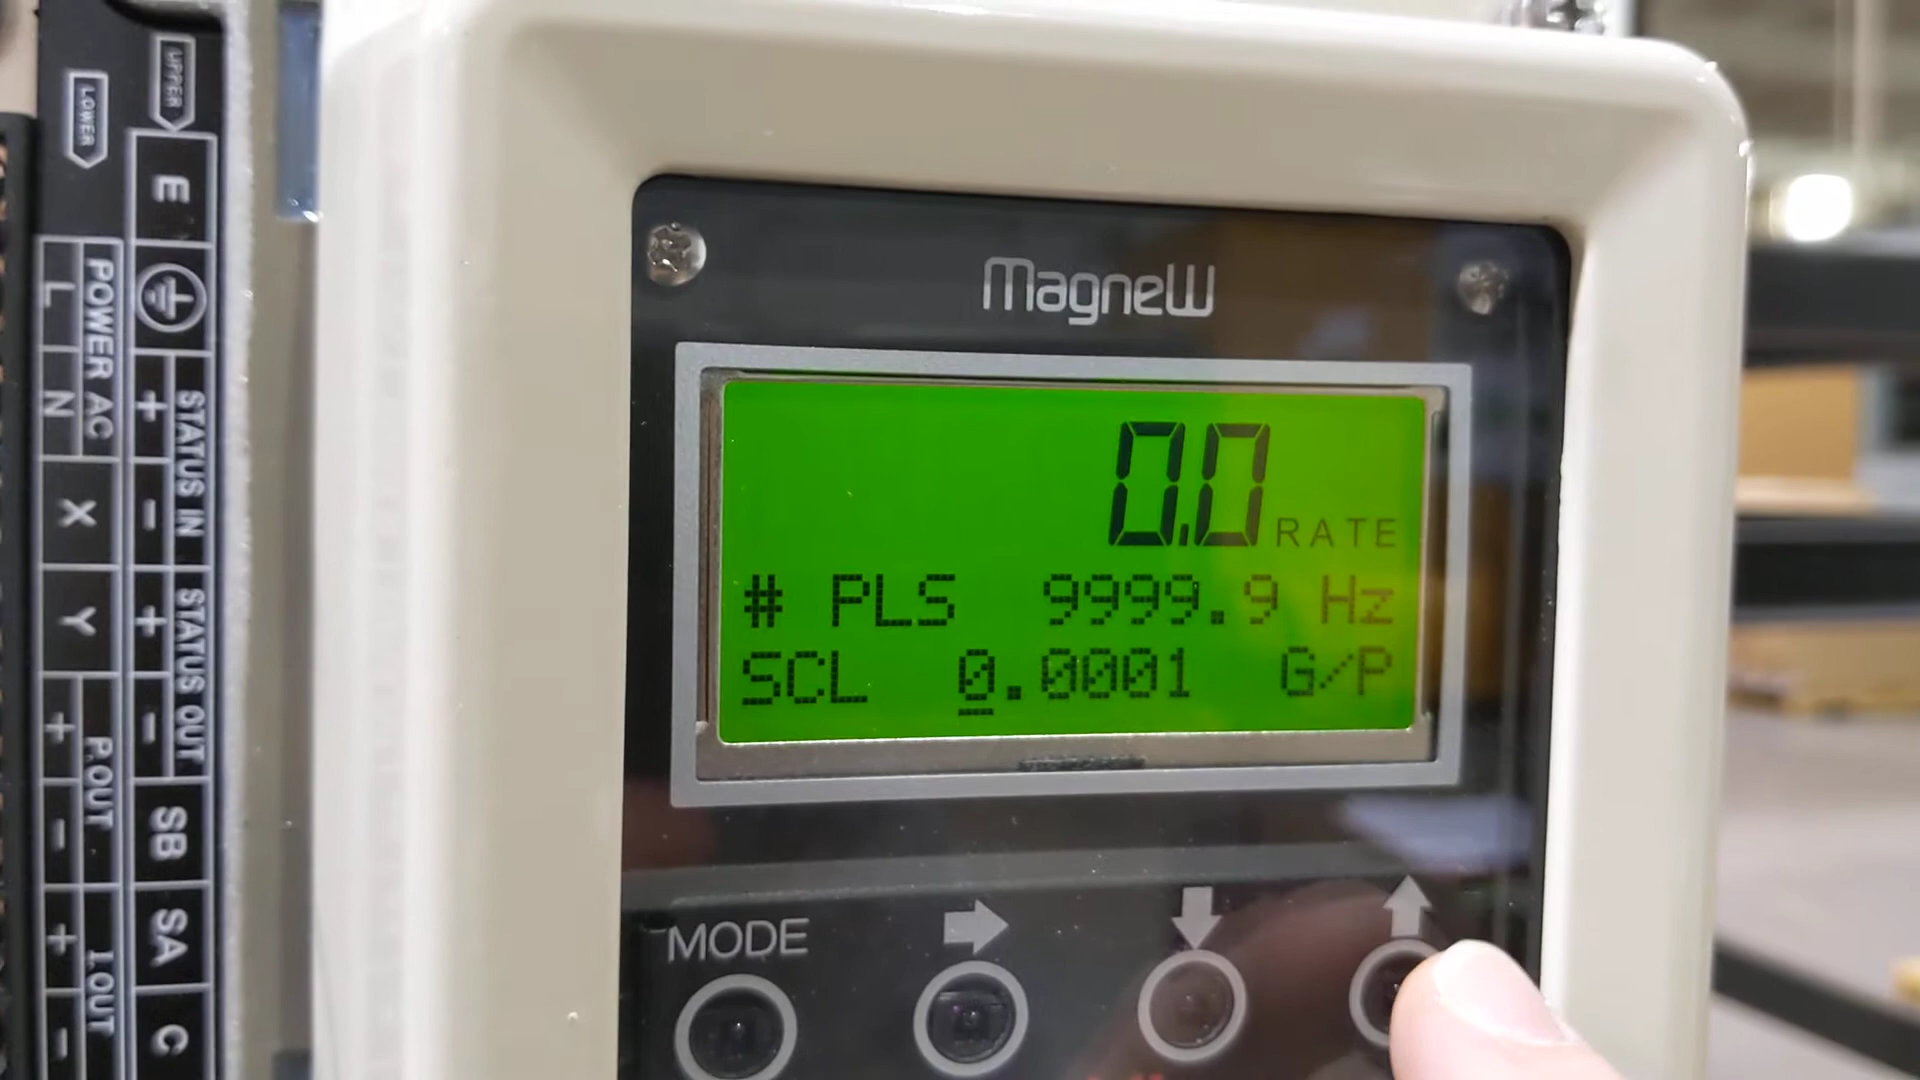 MagneW
0.0 RATE
# PLS 9999.9 Hz
SCL 0.0001 G/P
MODE
UPPER
LOWER
E
POWER AC
L
N
STATUS IN
+
-
X
STATUS OUT
+
-
Y
P.OUT
+
-
SB
I.OUT
+
-
SA
C